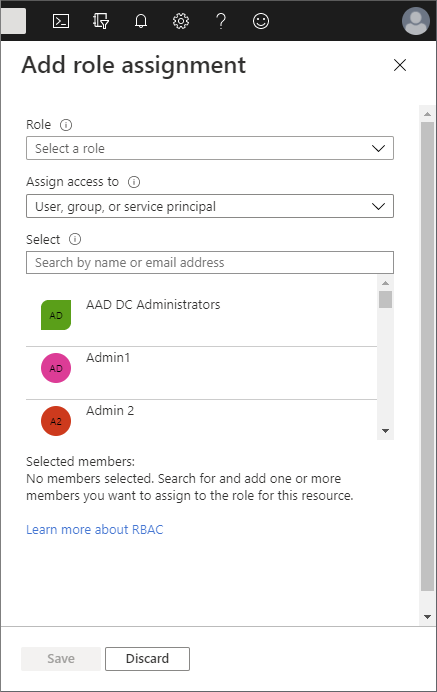 Add role assignment
Role
Select a role
Assign access to
User, group, or service principal
Select
Search by name or email address
AD
AAD DC Administrators
AD
Admin1
A2
Admin 2
Selected members:
No members selected. Search for and add one or more
members you want to assign to the role for this resource.
Learn more about RBAC
Save
Discard